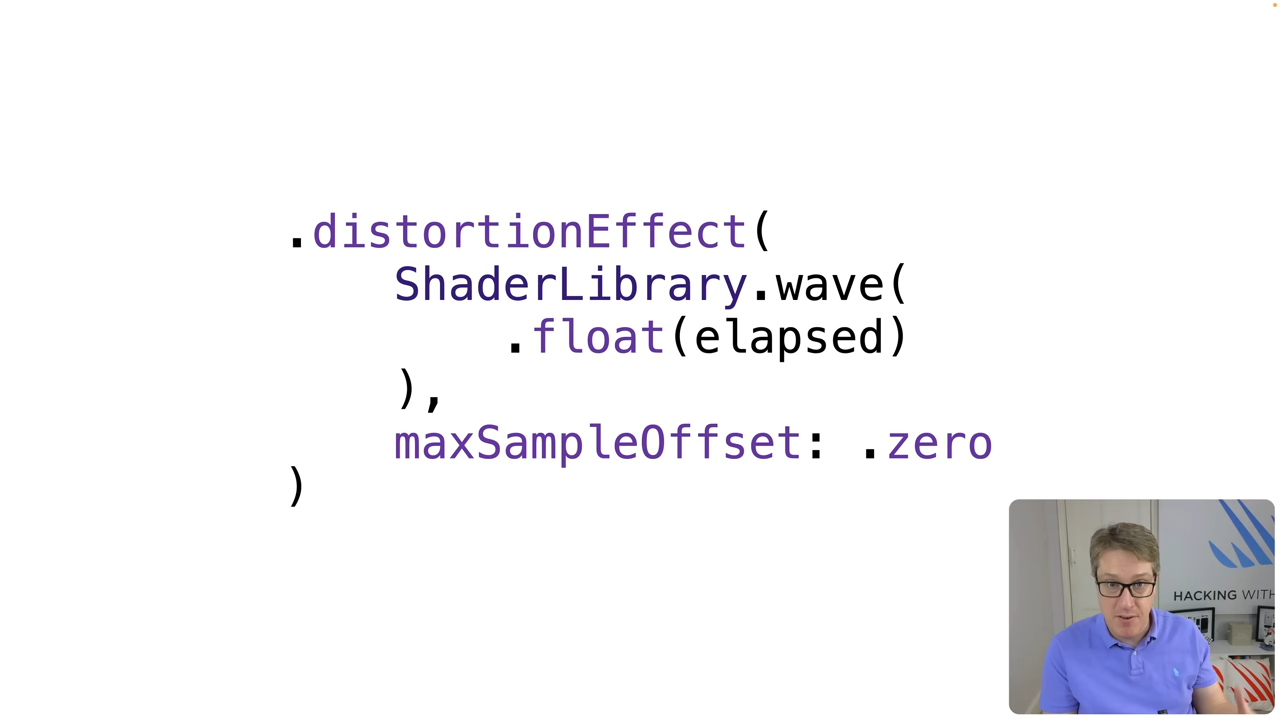 .distortionEffect(
    ShaderLibrary.wave(
        .float(elapsed)
    ),
    maxSampleOffset: .zero
)
HACKING WITH